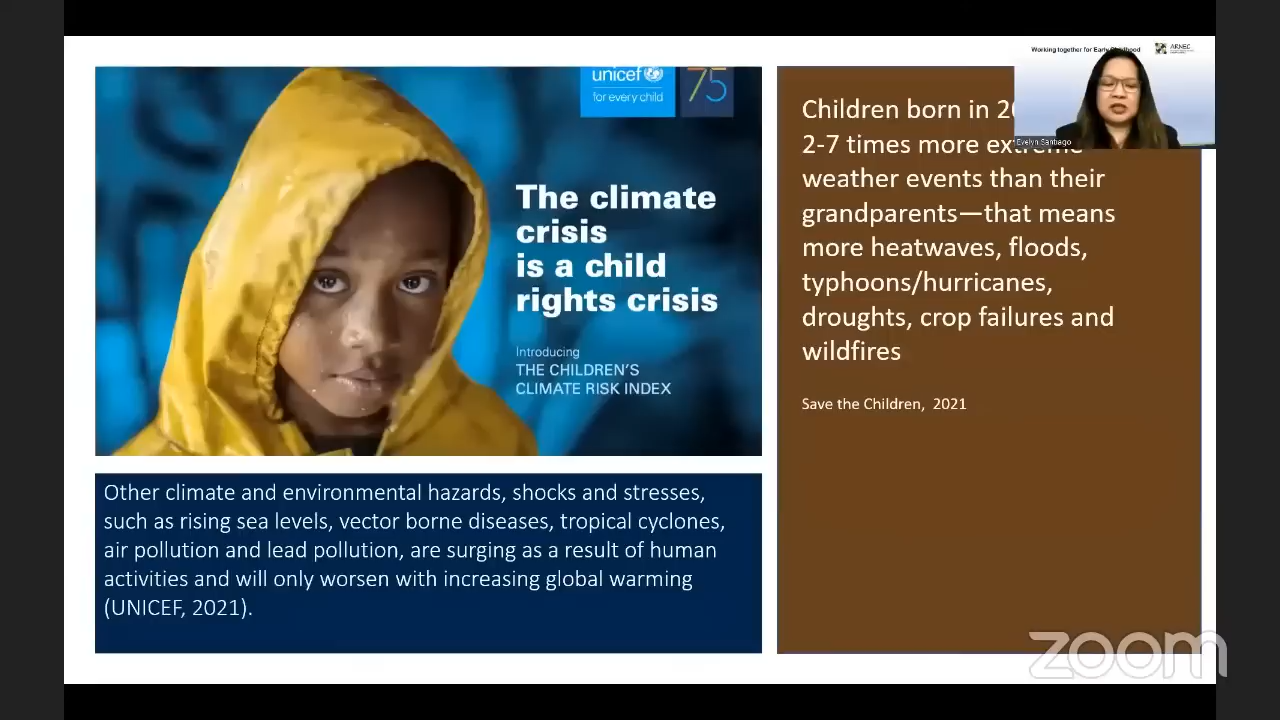 Working together for Early Childhood
ARNEC
Evelyn Santiago
unicef
for every child
75
The climate
crisis
is a child
rights crisis
Introducing
THE CHILDREN'S
CLIMATE RISK INDEX
Other climate and environmental hazards, shocks and stresses,
such as rising sea levels, vector borne diseases, tropical cyclones,
air pollution and lead pollution, are surging as a result of human
activities and will only worsen with increasing global warming
(UNICEF, 2021).
Children born in
2-7 times more extreme
weather events than their
grandparents—that means
more heatwaves, floods,
typhoons/hurricanes,
droughts, crop failures and
wildfires
Save the Children, 2021
zoom